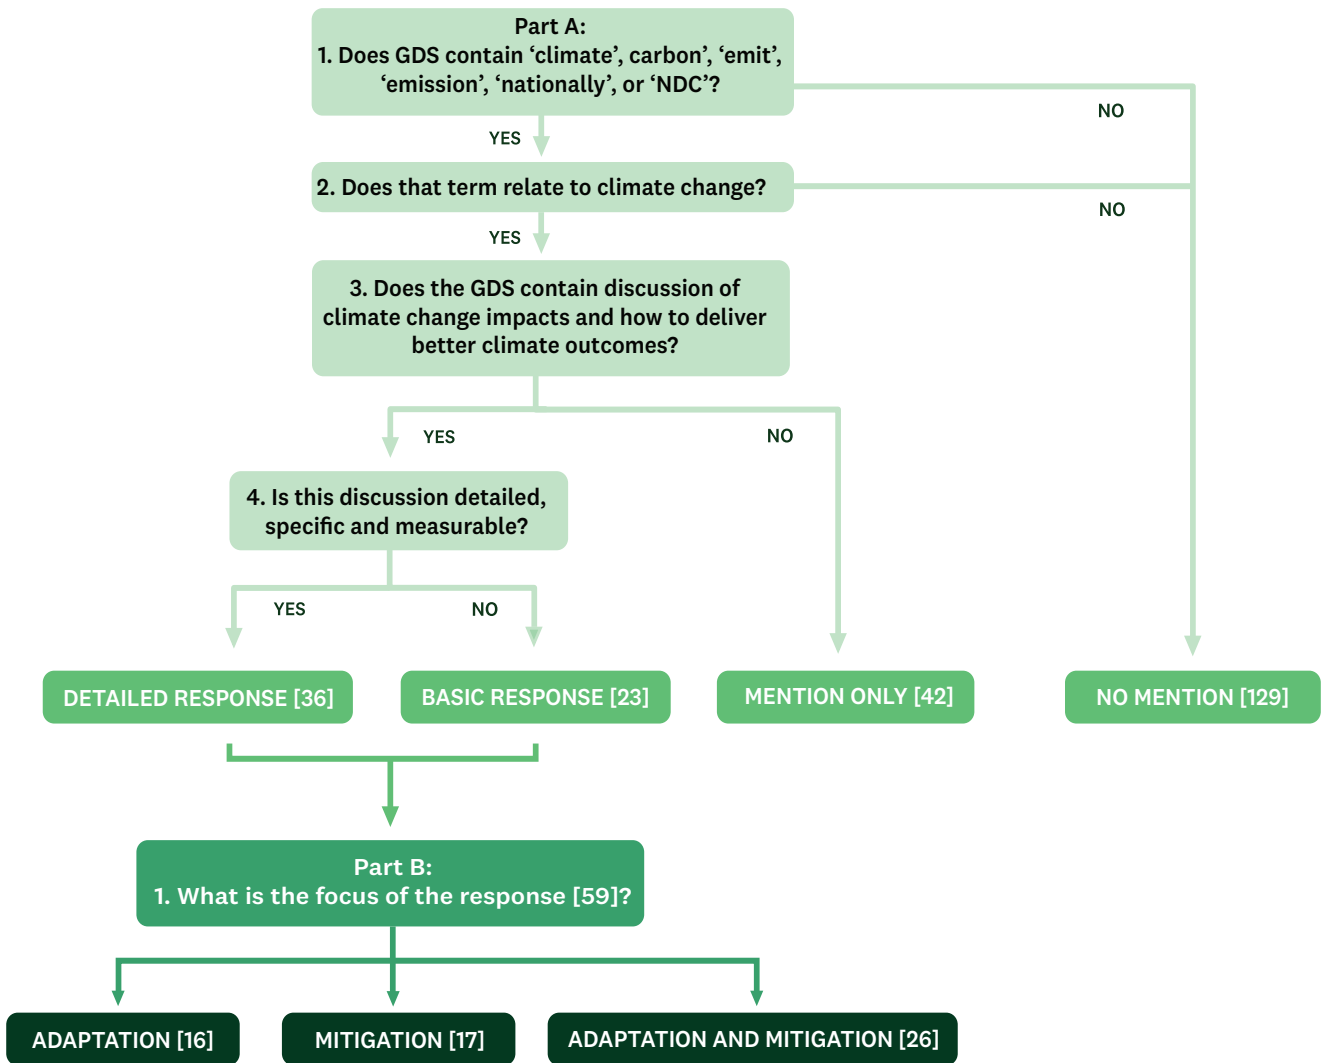 Part A:
1. Does GDS contain ‘climate’, carbon’, ‘emit’,
‘emission’, ‘nationally’, or ‘NDC’?
NO
YES
2. Does that term relate to climate change?
NO
YES
3. Does the GDS contain discussion of
climate change impacts and how to deliver
better climate outcomes?
YES
NO
4. Is this discussion detailed,
specific and measurable?
YES
NO
DETAILED RESPONSE [36]
BASIC RESPONSE [23]
MENTION ONLY [42]
NO MENTION [129]
Part B:
1. What is the focus of the response [59]?
ADAPTATION [16]
MITIGATION [17]
ADAPTATION AND MITIGATION [26]